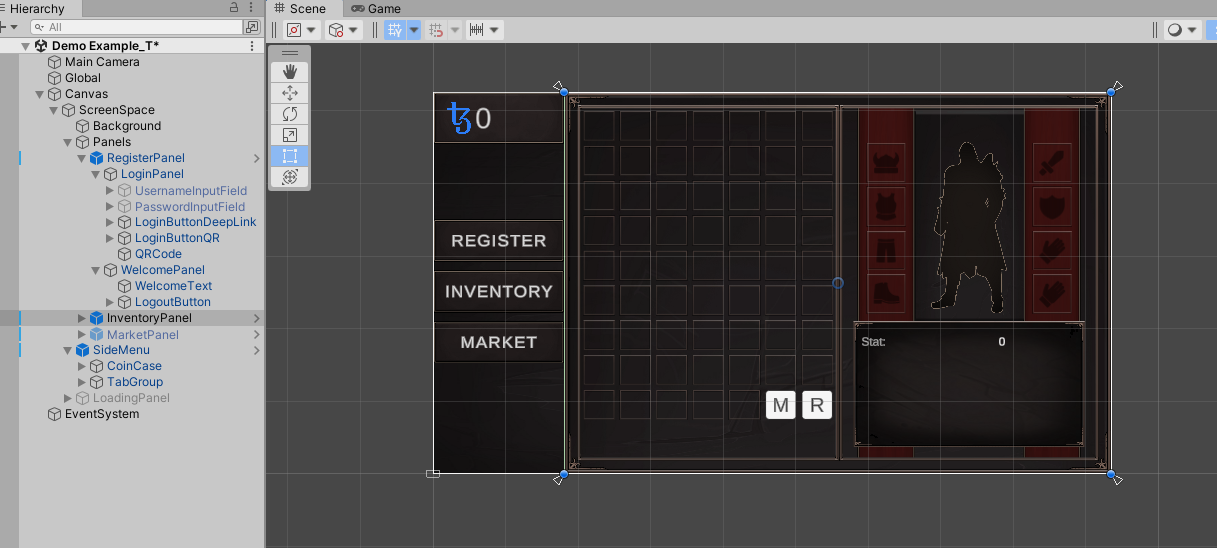 Hierarchy
All
Demo Example_T*
Main Camera
Global
Canvas
ScreenSpace
Background
Panels
RegisterPanel
LoginPanel
UsernameInputField
PasswordInputField
LoginButtonDeepLink
LoginButtonQR
QRCode
WelcomePanel
WelcomeText
LogoutButton
InventoryPanel
MarketPanel
SideMenu
CoinCase
TabGroup
LoadingPanel
EventSystem
Scene
Game
0
REGISTER
INVENTORY
MARKET
M R
Stat: 0